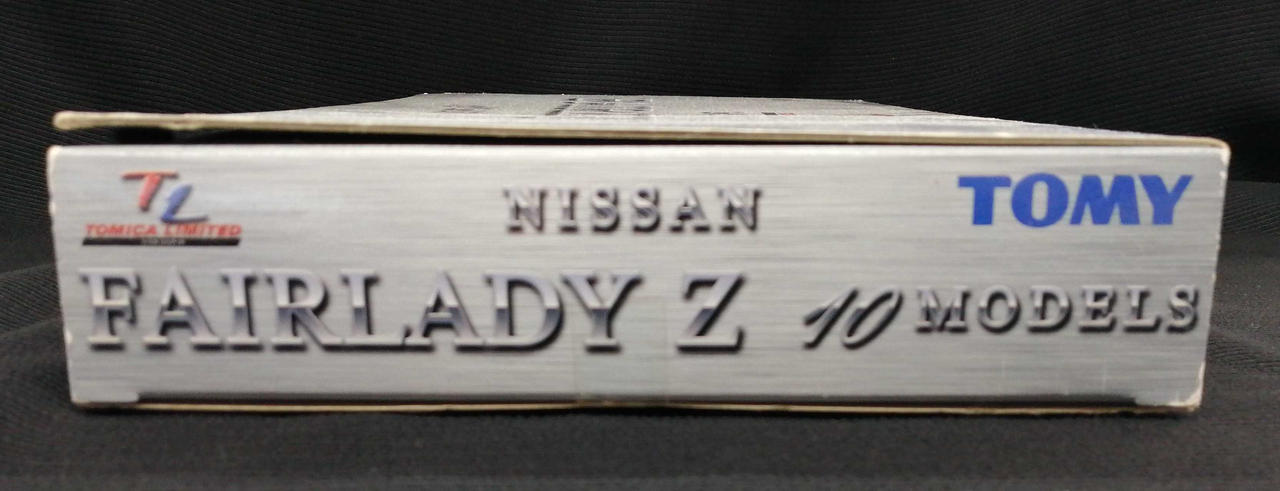 TL
TOMICA LIMITED
NISSAN
TOMY
FAIRLADY Z 10 MODELS